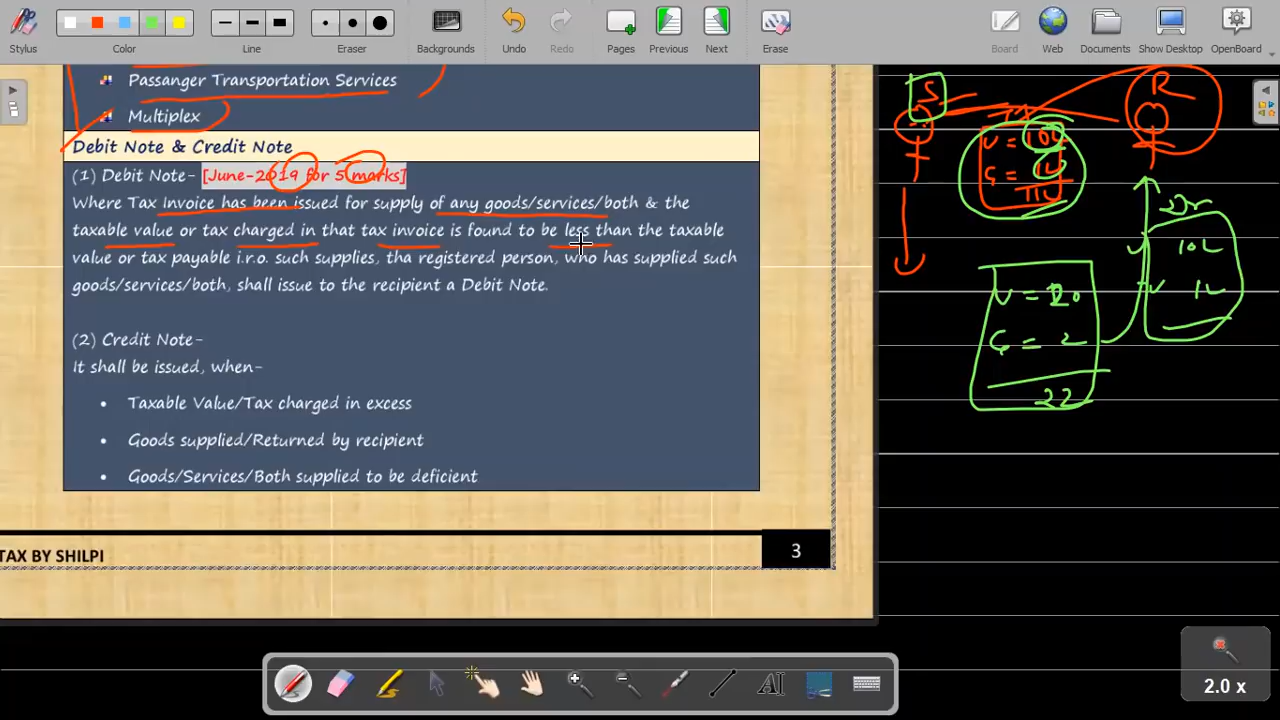 Stylus
Color
Line
Eraser
Backgrounds
Undo
Redo
Pages
Previous
Next
Erase
Board
Web
Documents
Show Desktop
OpenBoard
Passanger Transportation Services
Multiplex
Debit Note & Credit Note
(1) Debit Note- [June-2019 for 5 marks]
Where Tax Invoice has been issued for supply of any goods/services/both & the
taxable value or tax charged in that tax invoice is found to be less than the taxable
value or tax payable i.r.o. such supplies, tha registered person, who has supplied such
goods/services/both, shall issue to the recipient a Debit Note.
(2) Credit Note-
It shall be issued, when-
• Taxable Value/Tax charged in excess
• Goods supplied/Returned by recipient
• Goods/Services/Both supplied to be deficient
TAX BY SHILPI
3
S
R
V = 10L
G = 1L
11L
Dr
10L
1L
V = 20
G = 2
22
2.0 x